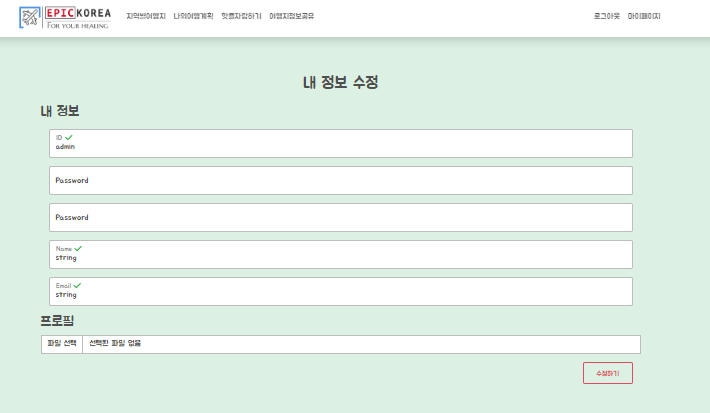 EPICKOREA
FOR YOUR HEALING
지역별여행지 나의여행계획 핫플자랑하기 여행지정보공유
로그아웃 마이페이지
내 정보 수정
내 정보
ID
admin
Password
Password
Name
string
Email
string
프로필
파일 선택 선택된 파일 없음
수정하기